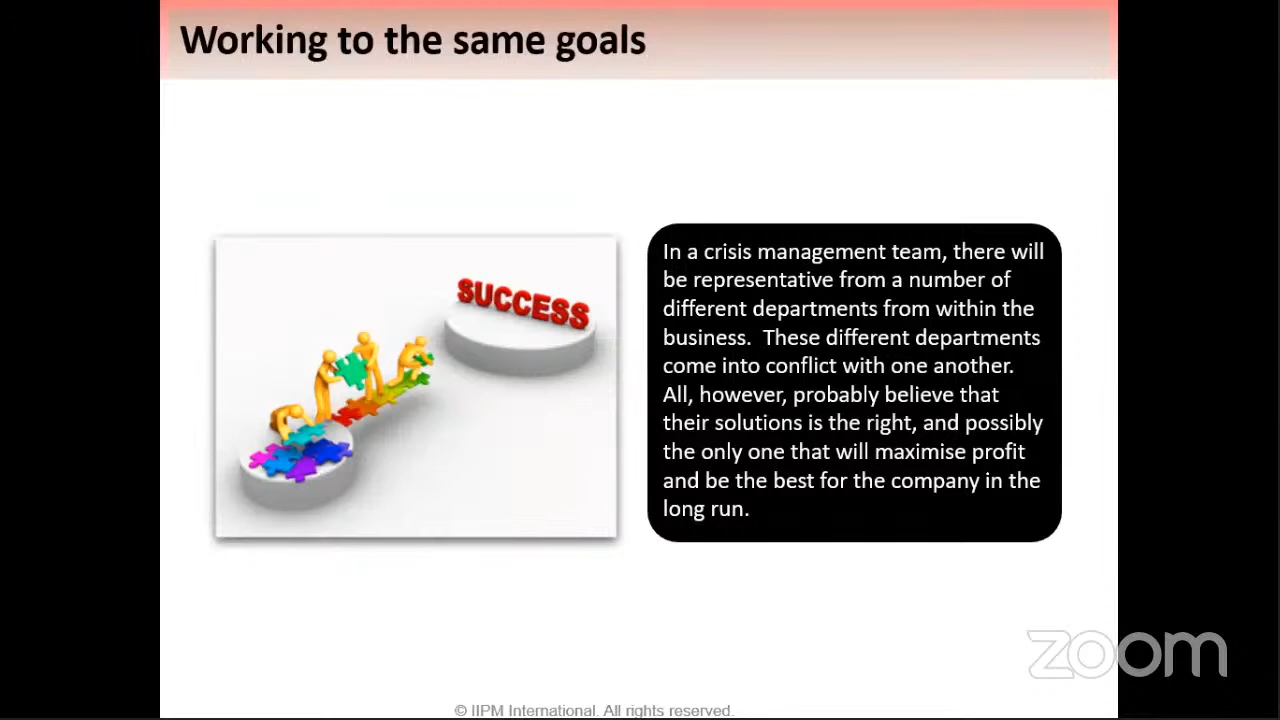 Working to the same goals
SUCCESS
In a crisis management team, there will
be representative from a number of
different departments from within the
business.  These different departments
come into conflict with one another.
All, however, probably believe that
their solutions is the right, and possibly
the only one that will maximise profit
and be the best for the company in the
long run.
zoom
© IIPM International. All rights reserved.